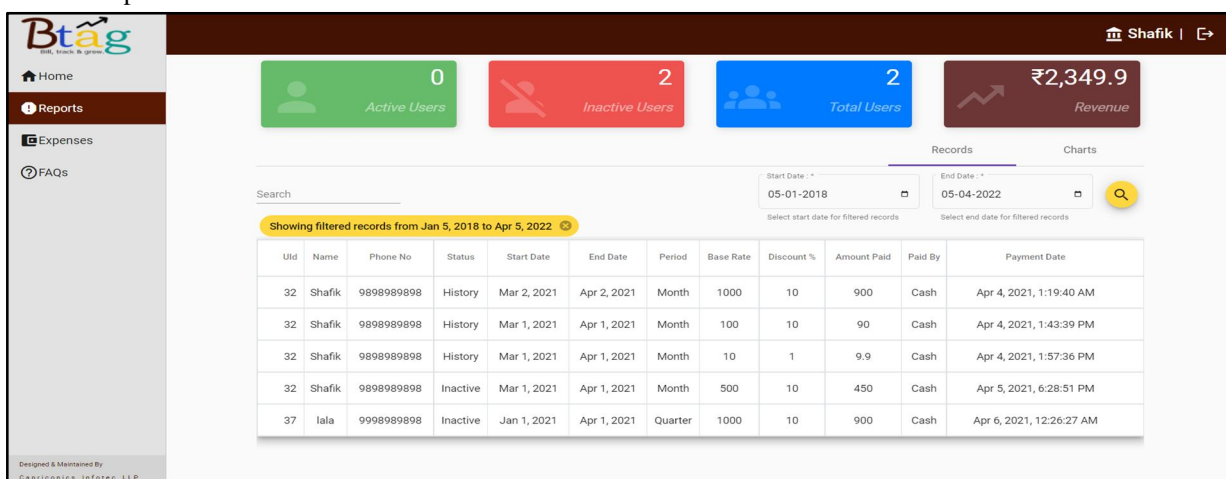 Btag
Bill, track & grow.
Shafik |
Home
Reports
Expenses
FAQs
0
Active Users
2
Inactive Users
2
Total Users
₹2,349.9
Revenue
Records Charts
Search
Start Date : *
05-01-2018
Select start date for filtered records
End Date : *
05-04-2022
Select end date for filtered records
Showing filtered records from Jan 5, 2018 to Apr 5, 2022
UId Name Phone No Status Start Date End Date Period Base Rate Discount % Amount Paid Paid By Payment Date
32 Shafik 9898989898 History Mar 2, 2021 Apr 2, 2021 Month 1000 10 900 Cash Apr 4, 2021, 1:19:40 AM
32 Shafik 9898989898 History Mar 1, 2021 Apr 1, 2021 Month 100 10 90 Cash Apr 4, 2021, 1:43:39 PM
32 Shafik 9898989898 History Mar 1, 2021 Apr 1, 2021 Month 10 1 9.9 Cash Apr 4, 2021, 1:57:36 PM
32 Shafik 9898989898 Inactive Mar 1, 2021 Apr 1, 2021 Month 500 10 450 Cash Apr 5, 2021, 6:28:51 PM
37 lala 9998989898 Inactive Jan 1, 2021 Apr 1, 2021 Quarter 1000 10 900 Cash Apr 6, 2021, 12:26:27 AM
Designed & Maintained By
Capriconics Infotec LLP